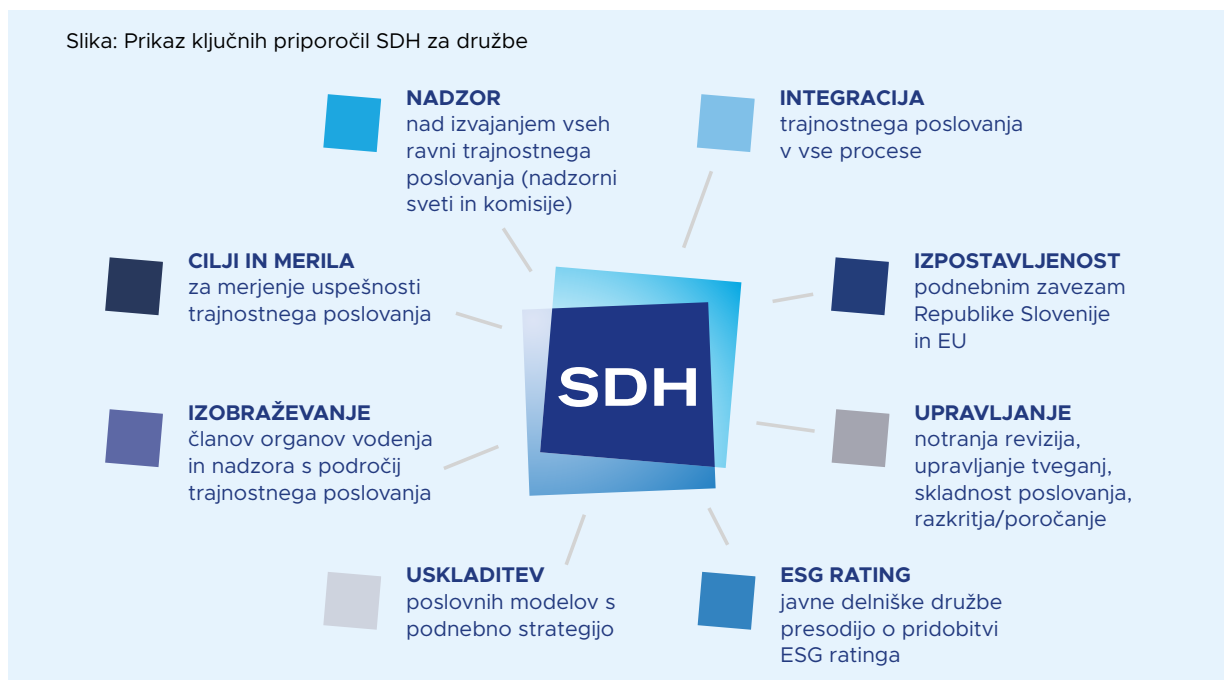 Slika: Prikaz ključnih priporočil SDH za družbe
NADZOR
nad izvajanjem vseh
ravni trajnostnega
poslovanja (nadzorni
sveti in komisije)
INTEGRACIJA
trajnostnega poslovanja
v vse procese
CILJI IN MERILA
za merjenje uspešnosti
trajnostnega poslovanja
IZPOSTAVLJENOST
podnebnim zavezam
Republike Slovenije
in EU
SDH
IZOBRAŽEVANJE
članov organov vodenja
in nadzora s področij
trajnostnega poslovanja
UPRAVLJANJE
notranja revizija,
upravljanje tveganj,
skladnost poslovanja,
razkritja/poročanje
USKLADITEV
poslovnih modelov s
podnebno strategijo
ESG RATING
javne delniške družbe
presodijo o pridobitvi
ESG ratinga